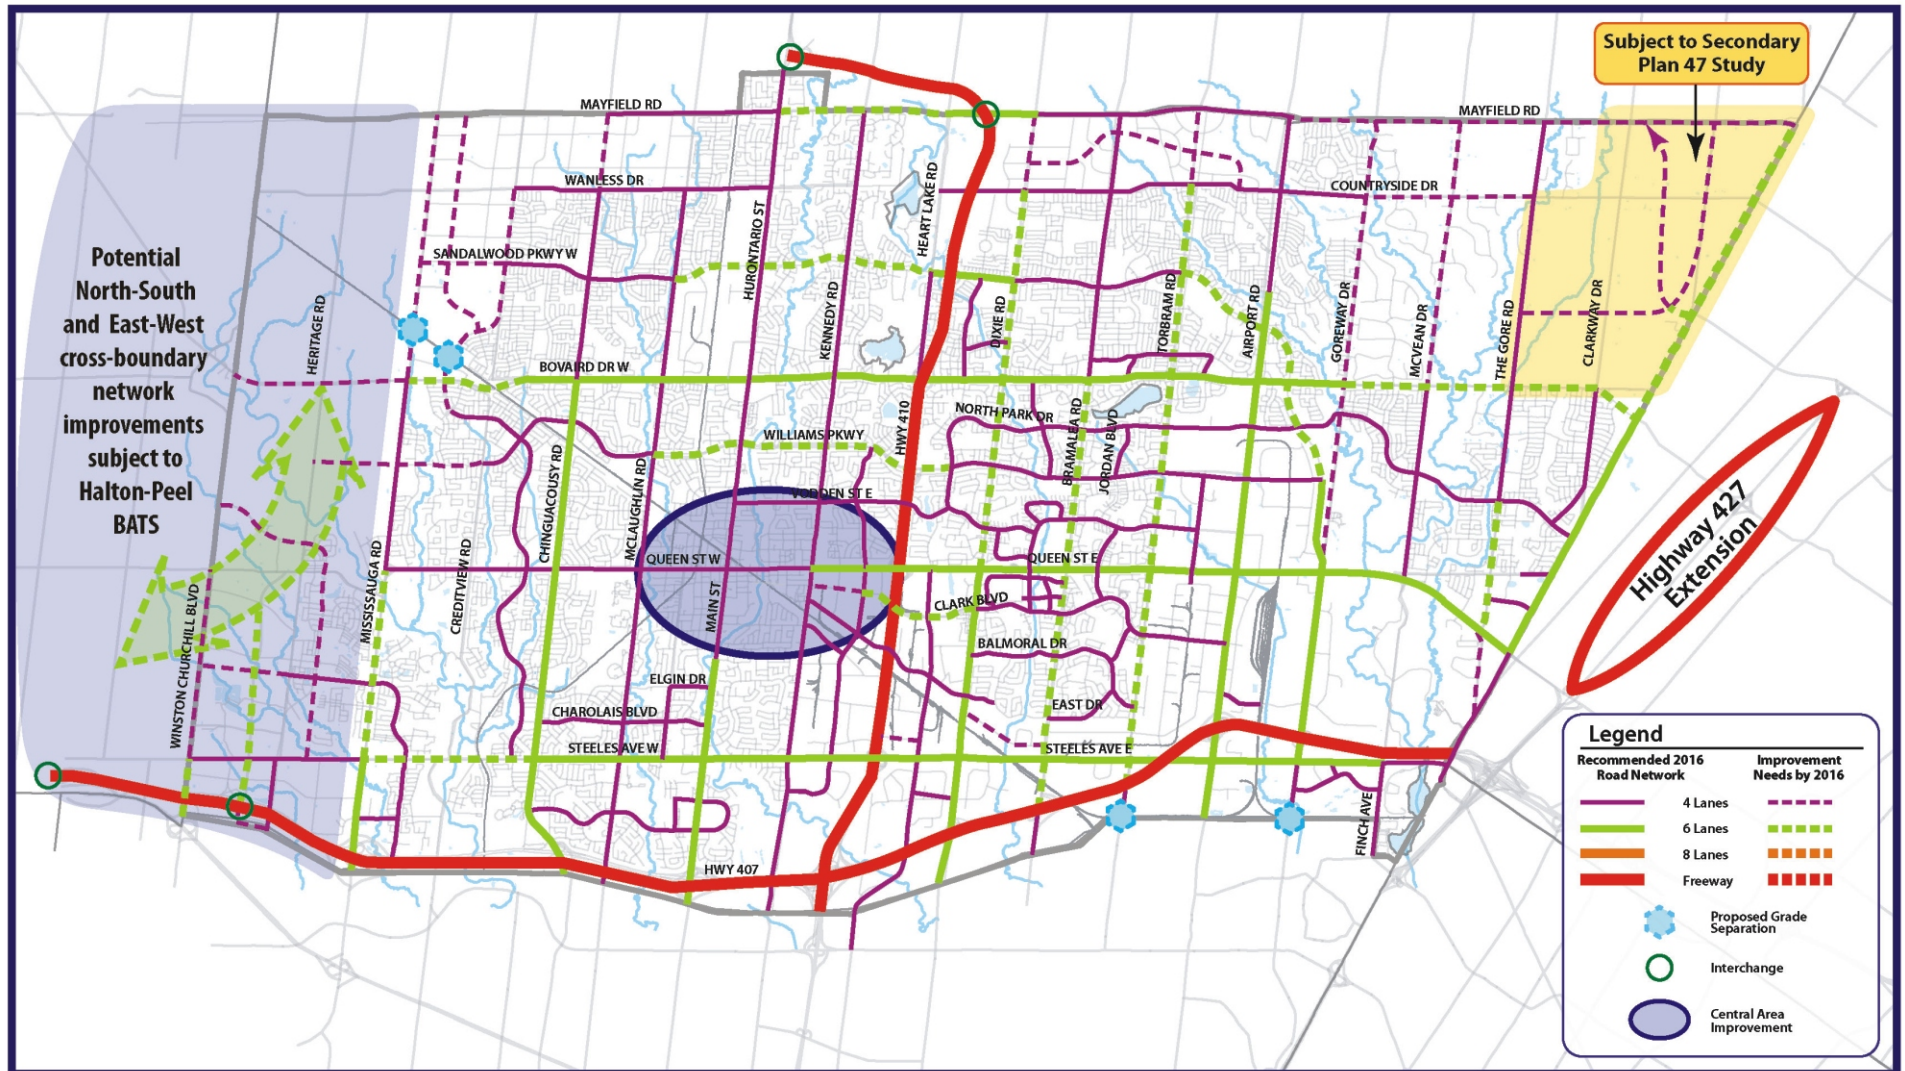 Subject to Secondary
Plan 47 Study
MAYFIELD RD
MAYFIELD RD
WANLESS DR
COUNTRYSIDE DR
HEART LAKE RD
HURONTARIO ST
SANDALWOOD PKWY W
Potential
North-South
and East-West
cross-boundary
network
improvements
subject to
Halton-Peel
BATS
HERITAGE RD
KENNEDY RD
DIXIE RD
TORBRAM RD
AIRPORT RD
GOREWAY DR
MCVEAN DR
THE GORE RD
CLARKWAY DR
BOVAIRD DR W
NORTH PARK DR
HWY 410
BRAMALEA RD
JORDAN BLVD
WILLIAMS PKWY
CHINGUACOUSY RD
MCLAUGHLIN RD
VODDEN ST E
Highway 427
Extension
QUEEN ST W
QUEEN ST E
MISSISSAUGA RD
CREDITVIEW RD
MAIN ST
CLARK BLVD
WINSTON CHURCHILL BLVD
BALMORAL DR
ELGIN DR
CHAROLAIS BLVD
EAST DR
STEELES AVE W
STEELES AVE E
FINCH AVE
HWY 407
Legend
Recommended 2016
Road Network
Improvement
Needs by 2016
4 Lanes
6 Lanes
8 Lanes
Freeway
Proposed Grade
Separation
Interchange
Central Area
Improvement